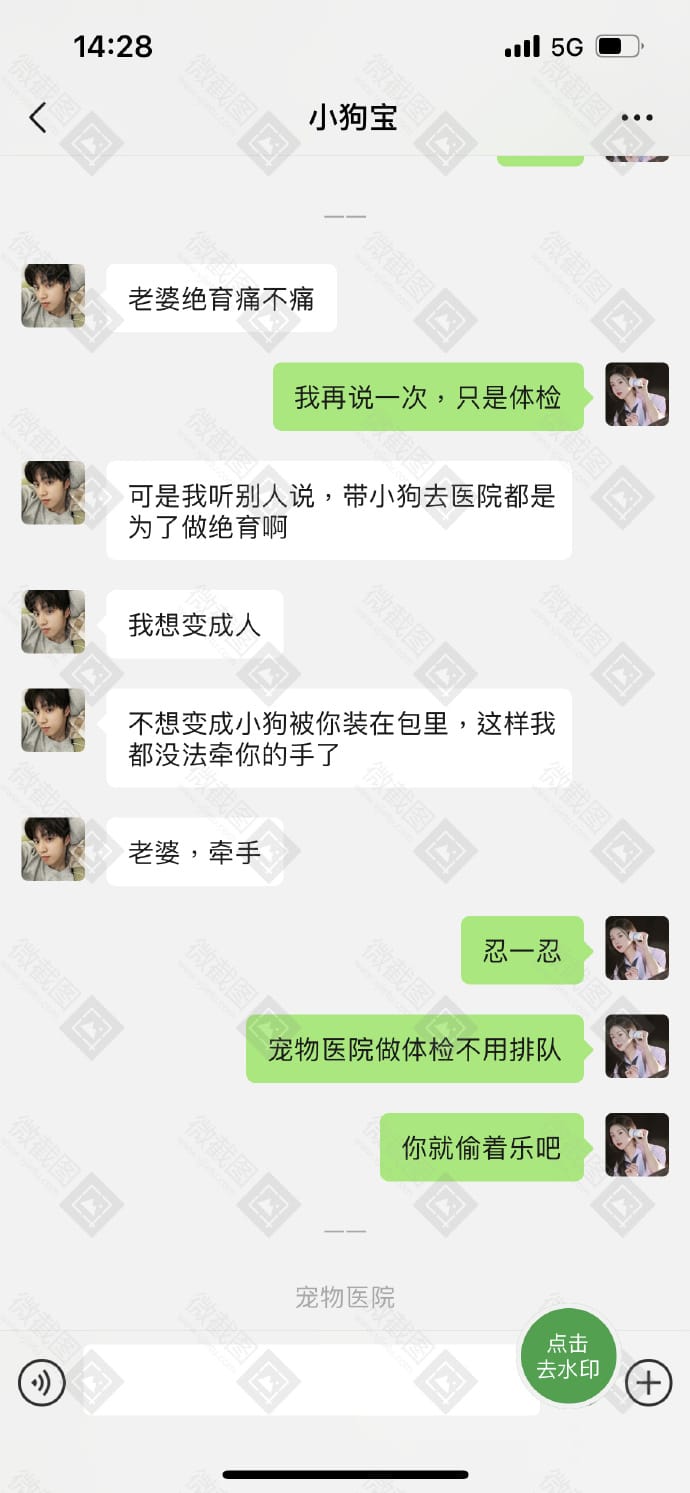 14:28
5G
小狗宝
——
老婆绝育痛不痛
我再说一次，只是体检
可是我听别人说，带小狗去医院都是
为了做绝育啊
我想变成人
不想变成小狗被你装在包里，这样我
都没法牵你的手了
老婆，牵手
忍一忍
宠物医院做体检不用排队
你就偷着乐吧
——
宠物医院
点击
去水印
微截图